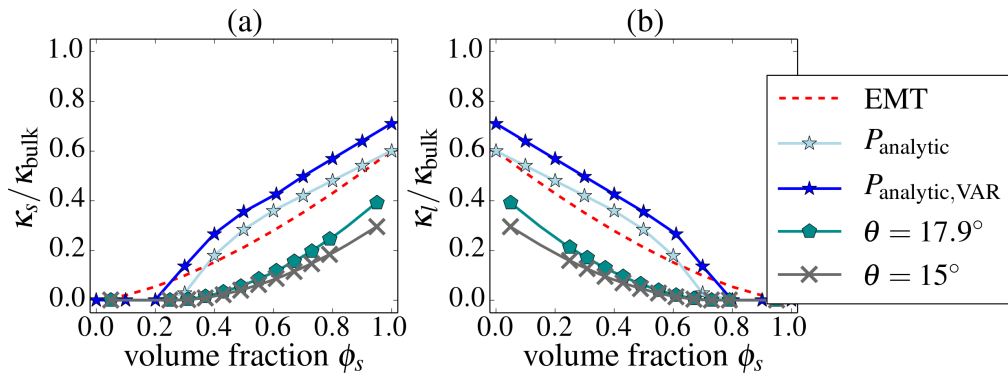 (a)
(b)
1.0
0.8
0.6
0.4
0.2
0.0
κs/κbulk
0.0 0.2 0.4 0.6 0.8 1.0
volume fraction ϕs
1.0
0.8
0.6
0.4
0.2
0.0
κl/κbulk
0.0 0.2 0.4 0.6 0.8 1.0
volume fraction ϕs
EMT
Panalytic
Panalytic,VAR
θ = 17.9°
θ = 15°